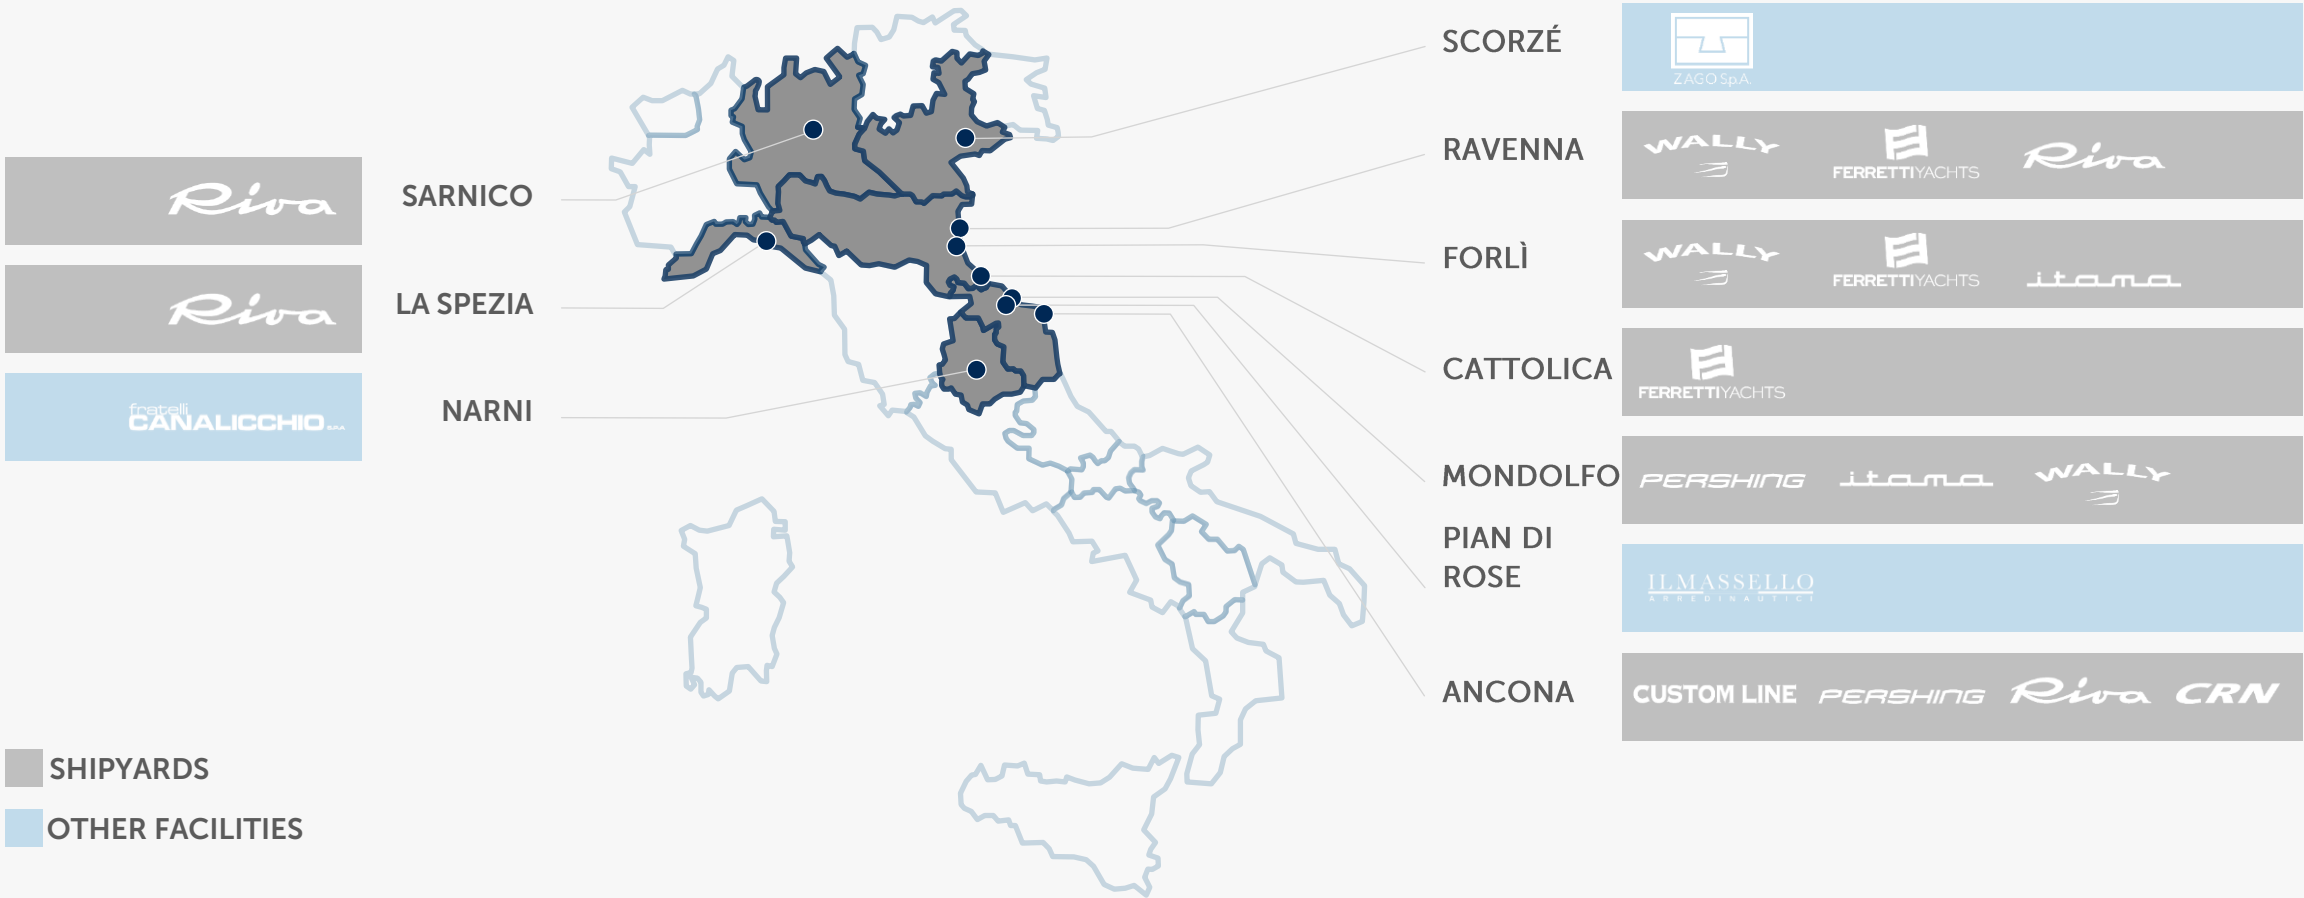 Riva
SARNICO
Riva
LA SPEZIA
fratelli
CANALICCHIO S.P.A.
NARNI
SHIPYARDS
OTHER FACILITIES
SCORZÉ
ZAGO S.p.A.
RAVENNA
WALLY
FERRETTIYACHTS
Riva
FORLÌ
WALLY
FERRETTIYACHTS
itama
CATTOLICA
FERRETTIYACHTS
MONDOLFO
PERSHING
itama
WALLY
PIAN DI
ROSE
ILMASSELLO
ARREDINAUTICI
ANCONA
CUSTOM LINE
PERSHING
Riva
CRN